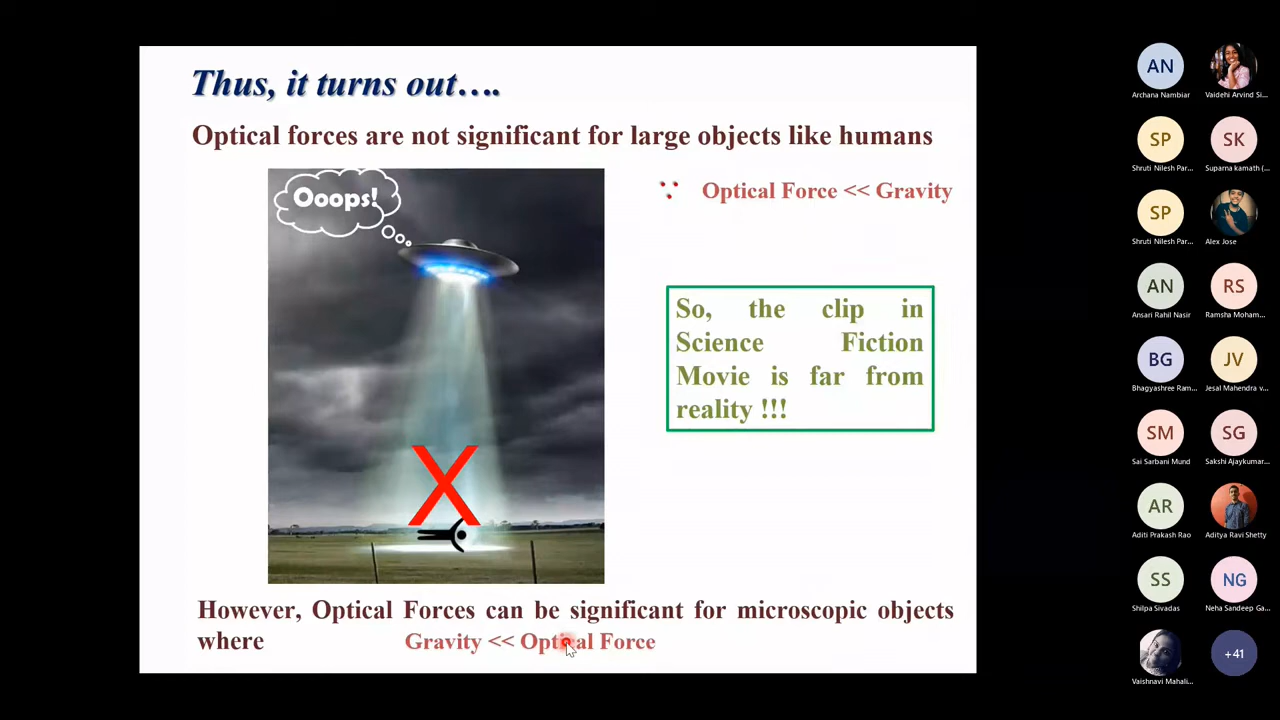 Thus, it turns out….
Optical forces are not significant for large objects like humans
Ooops!
∵ Optical Force << Gravity
So, the clip in
Science Fiction
Movie is far from
reality !!!
X
However, Optical Forces can be significant for microscopic objects
where Gravity << Optical Force
AN
Archana Nambiar
Vaidehi Arvind Si...
SP
Shruti Nilesh Par...
SK
Suparna kamath (...
SP
Shruti Nilesh Par...
Alex Jose
AN
Ansari Rahil Nasir
RS
Ramsha Moham...
BG
Bhagyashree Ram...
JV
Jesal Mahendra v...
SM
Sai Sarbani Mund
SG
Sakshi Ajaykumar...
AR
Aditi Prakash Rao
Aditya Ravi Shetty
SS
Shilpa Sivadas
NG
Neha Sandeep Ga...
Vaishnavi Mahali...
+41